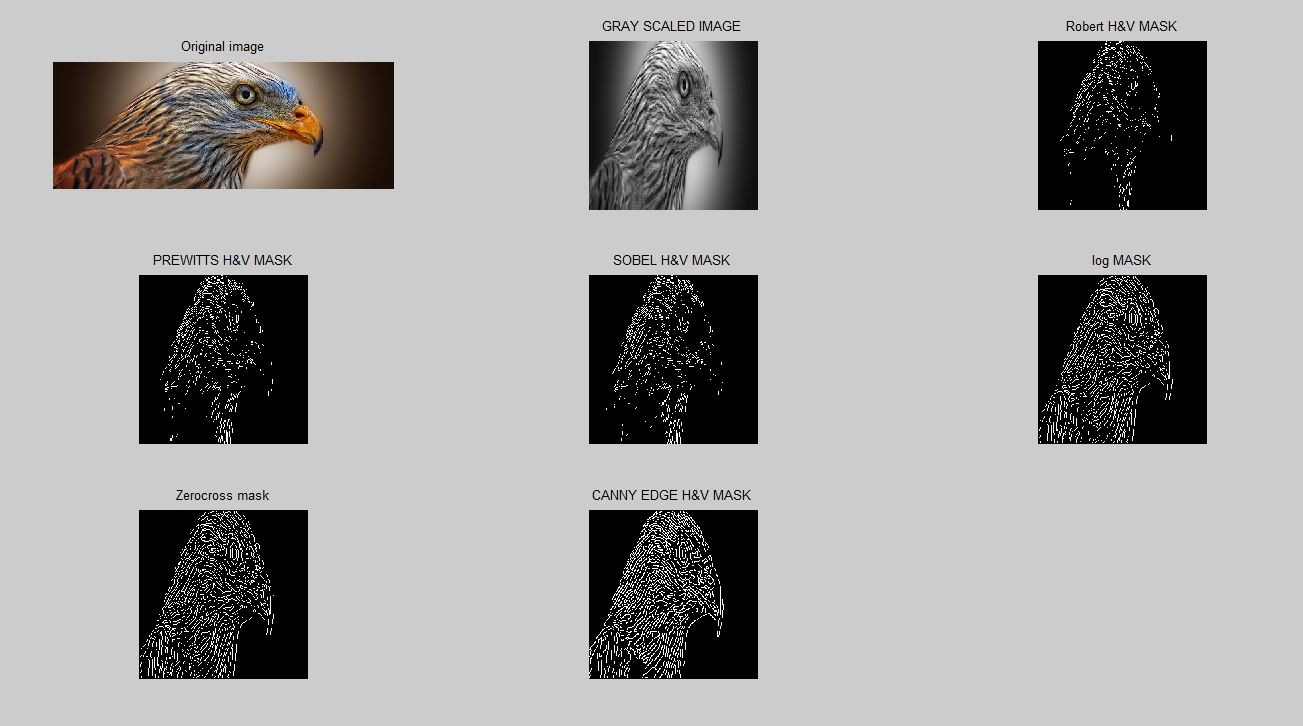 Original image
GRAY SCALED IMAGE
Robert H&V MASK
PREWITTS H&V MASK
SOBEL H&V MASK
log MASK
Zerocross mask
CANNY EDGE H&V MASK